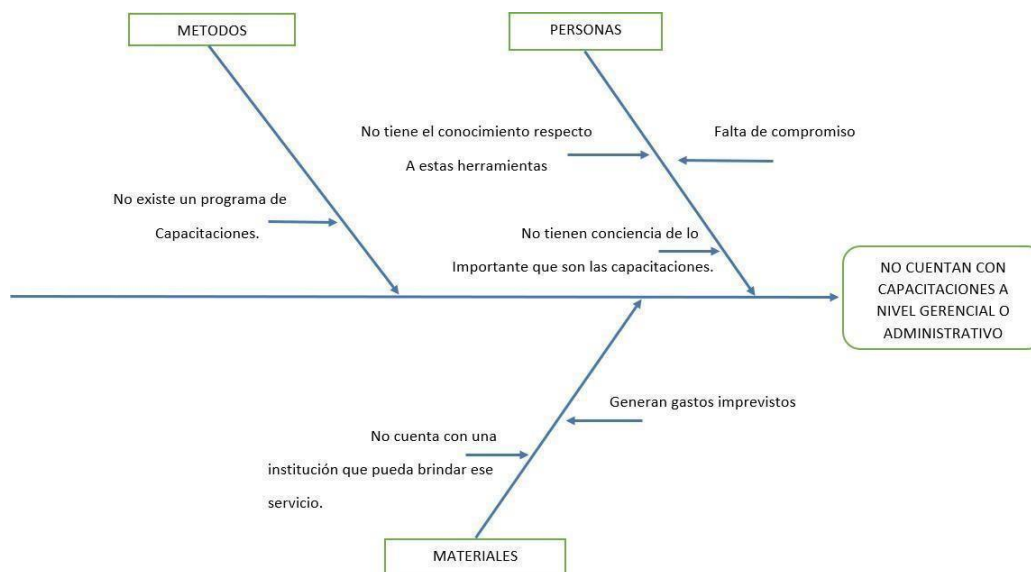 METODOS
PERSONAS
No tiene el conocimiento respecto
A estas herramientas
Falta de compromiso
No existe un programa de
Capacitaciones.
No tienen conciencia de lo
Importante que son las capacitaciones.
NO CUENTAN CON
CAPACITACIONES A
NIVEL GERENCIAL O
ADMINISTRATIVO
Generan gastos imprevistos
No cuenta con una
institución que pueda brindar ese
servicio.
MATERIALES